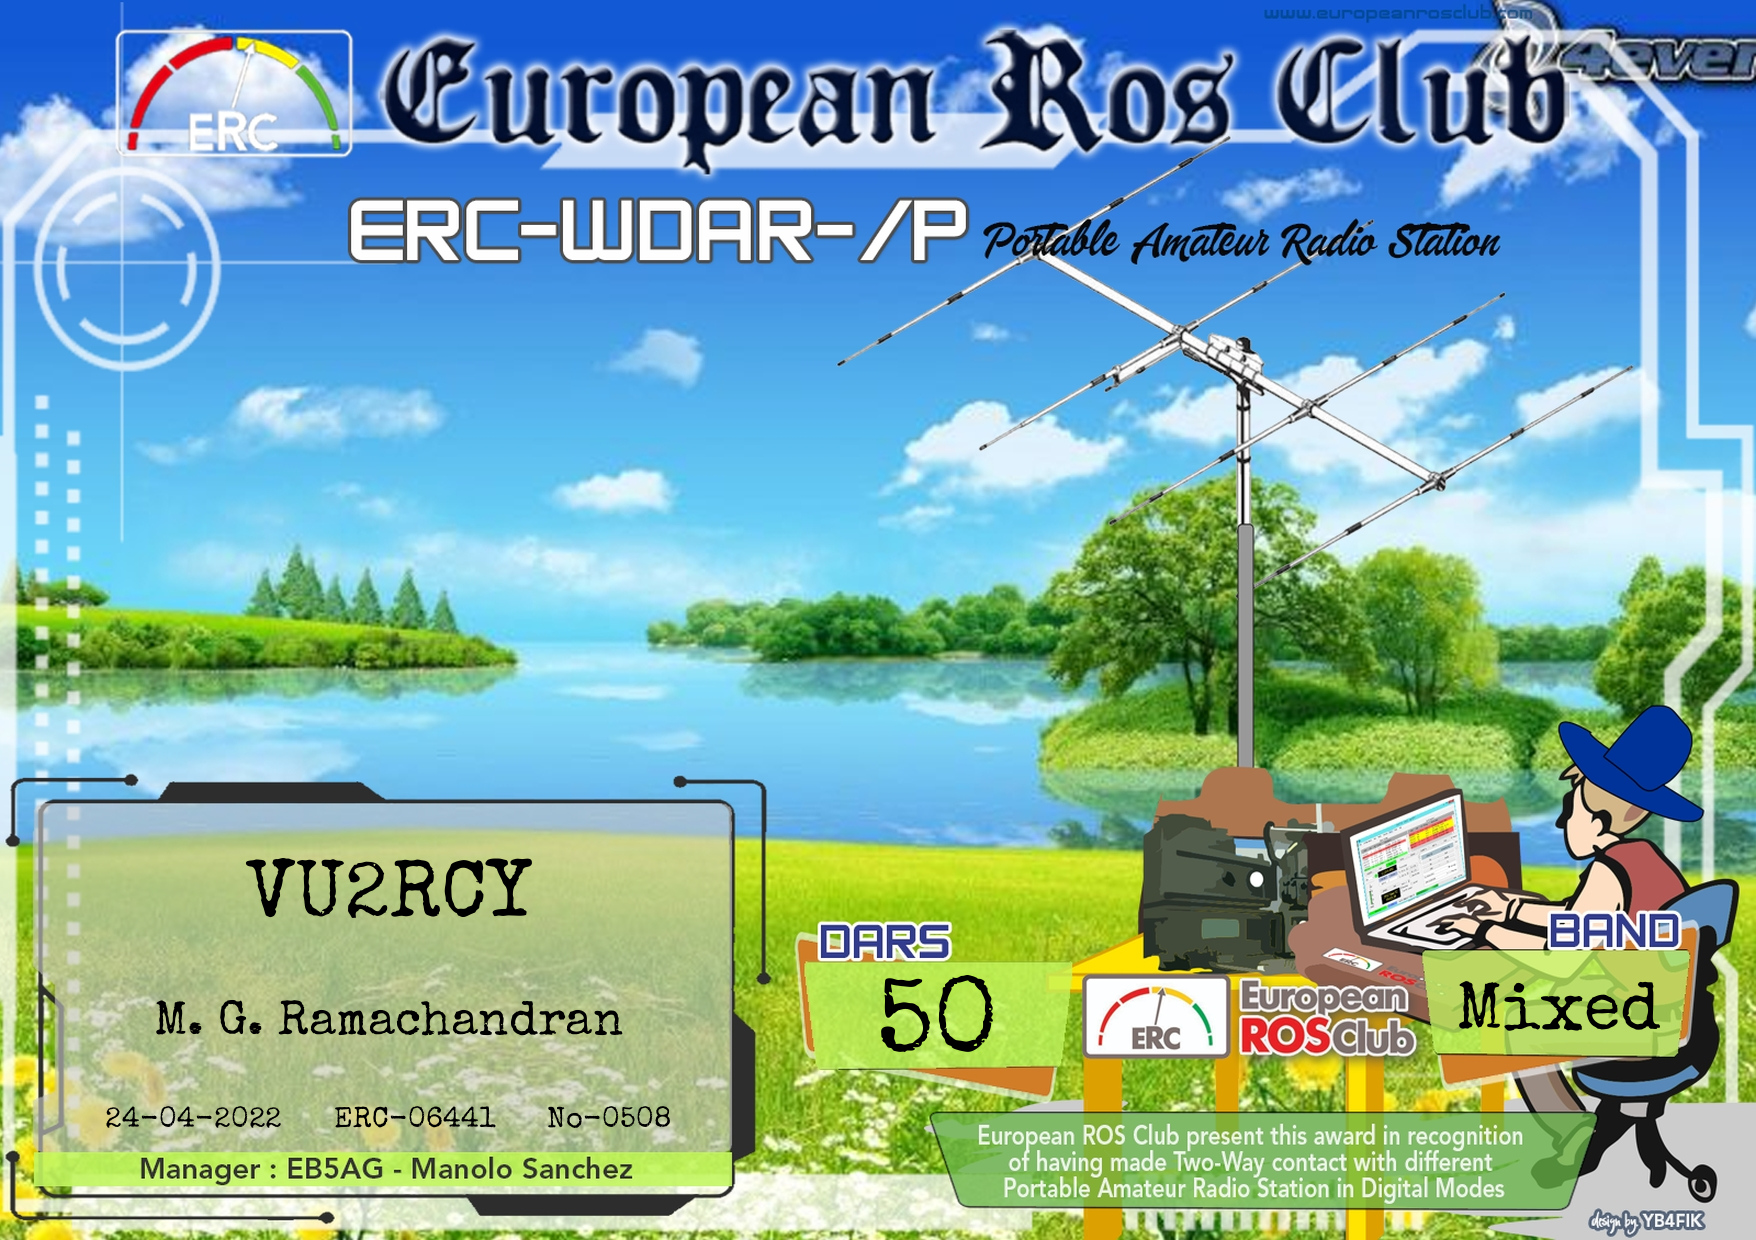 www.europeanrosclub.com
4ever
ERC
European Ros Club
ERC-WDAR-/P Portable Amateur Radio Station
VU2RCY
M. G. Ramachandran
24-04-2022 ERC-06441 No-0508
Manager : EB5AG - Manolo Sanchez
DARS
50
BAND
Mixed
ERC
ERC
European
ROSClub
European ROS Club present this award in recognition
of having made Two-Way contact with different
Portable Amateur Radio Station in Digital Modes
design by YB4FIK